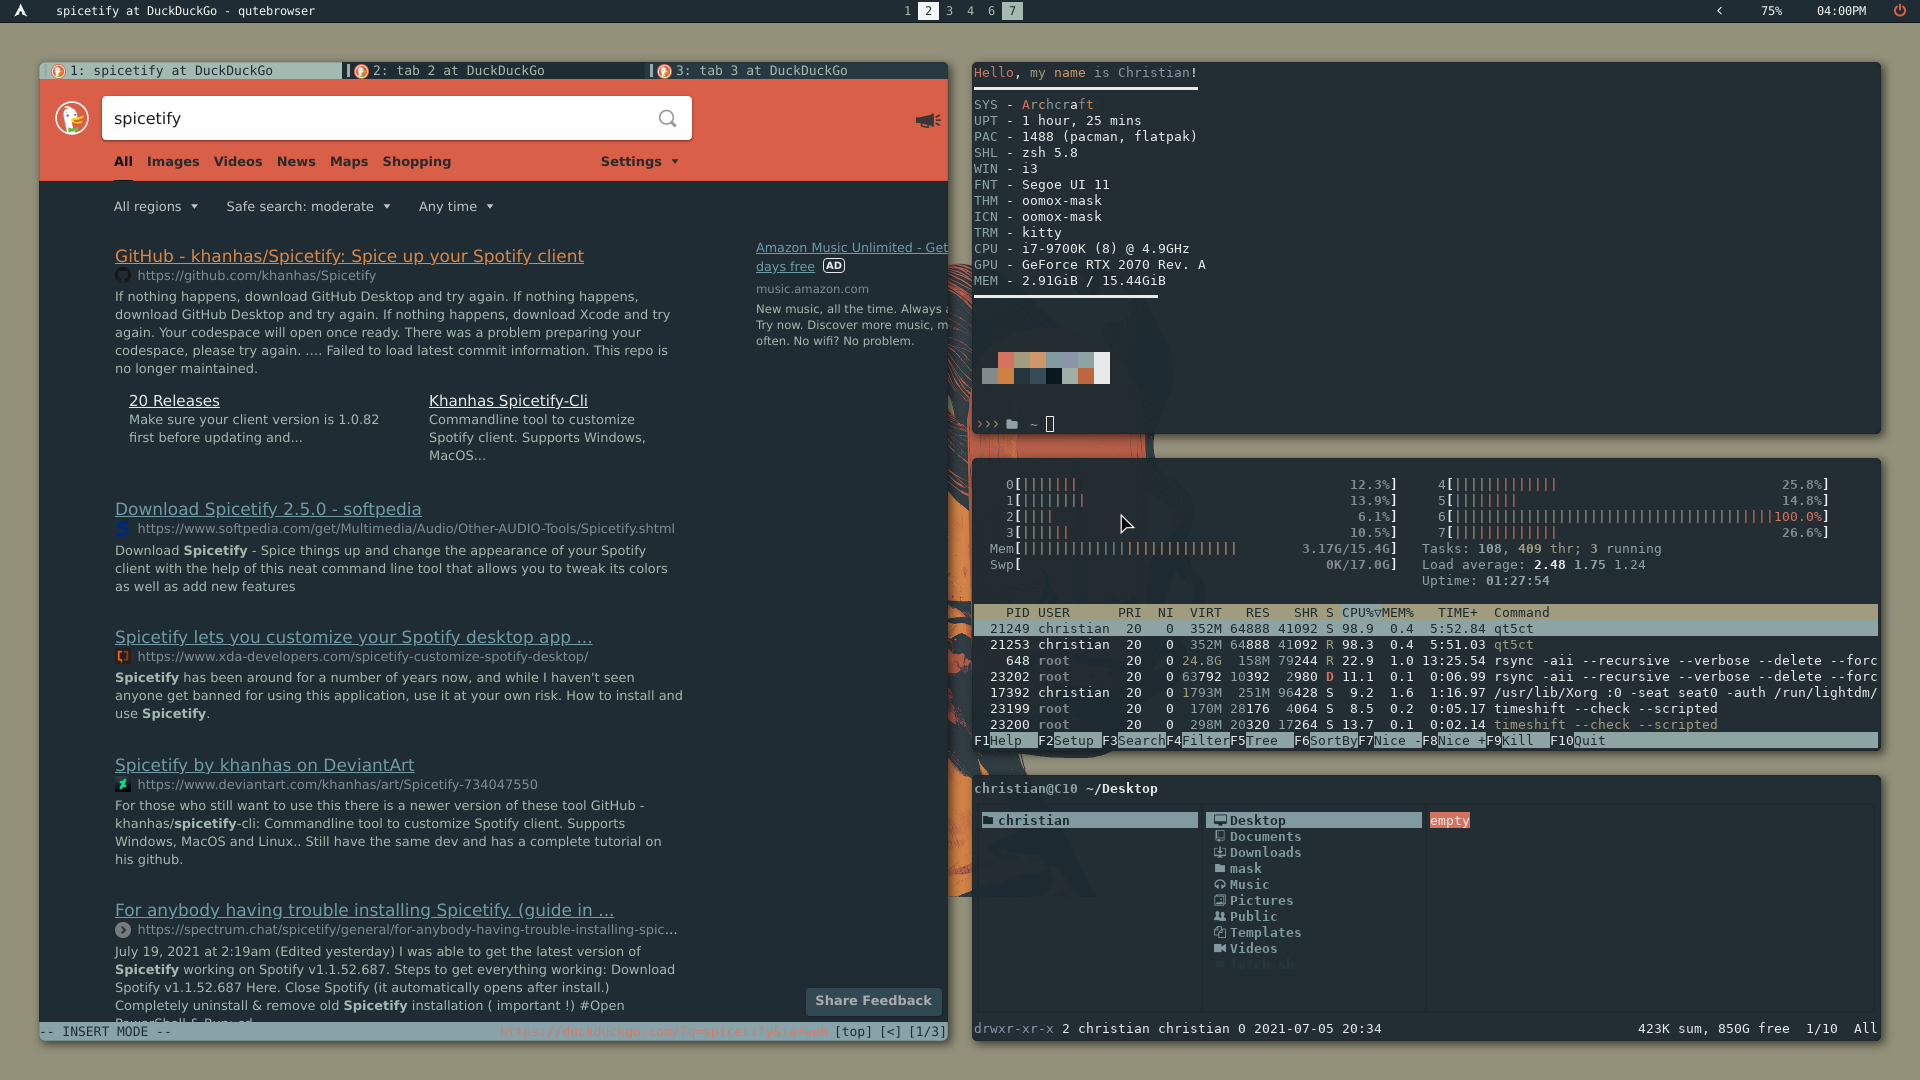 spicetify at DuckDuckGo - qutebrowser
1 2 3 4 6 7
75% 04:00PM
1: spicetify at DuckDuckGo
2: tab 2 at DuckDuckGo
3: tab 3 at DuckDuckGo
spicetify
All Images Videos News Maps Shopping Settings
All regions Safe search: moderate Any time
GitHub - khanhas/Spicetify: Spice up your Spotify client
https://github.com/khanhas/Spicetify
If nothing happens, download GitHub Desktop and try again. If nothing happens,
download GitHub Desktop and try again. If nothing happens, download Xcode and try
again. Your codespace will open once ready. There was a problem preparing your
codespace, please try again. .... Failed to load latest commit information. This repo is
no longer maintained.
20 Releases
Make sure your client version is 1.0.82
first before updating and...
Khanhas Spicetify-Cli
Commandline tool to customize
Spotify client. Supports Windows,
MacOS...
Amazon Music Unlimited - Get
days free AD
music.amazon.com
New music, all the time. Always
Try now. Discover more music, m
often. No wifi? No problem.
Download Spicetify 2.5.0 - softpedia
https://www.softpedia.com/get/Multimedia/Audio/Other-AUDIO-Tools/Spicetify.shtml
Download Spicetify - Spice things up and change the appearance of your Spotify
client with the help of this neat command line tool that allows you to tweak its colors
as well as add new features
Spicetify lets you customize your Spotify desktop app ...
https://www.xda-developers.com/spicetify-customize-spotify-desktop/
Spicetify has been around for a number of years now, and while I haven't seen
anyone get banned for using this application, use it at your own risk. How to install and
use Spicetify.
Spicetify by khanhas on DeviantArt
https://www.deviantart.com/khanhas/art/Spicetify-734047550
For those who still want to use this there is a newer version of these tool GitHub -
khanhas/spicetify-cli: Commandline tool to customize Spotify client. Supports
Windows, MacOS and Linux.. Still have the same dev and has a complete tutorial on
his github.
For anybody having trouble installing Spicetify. (guide in ...
https://spectrum.chat/spicetify/general/for-anybody-having-trouble-installing-spic...
July 19, 2021 at 2:19am (Edited yesterday) I was able to get the latest version of
Spicetify working on Spotify v1.1.52.687. Steps to get everything working: Download
Spotify v1.1.52.687 Here. Close Spotify (it automatically opens after install.)
Completely uninstall & remove old Spicetify installation ( important !) #Open
Share Feedback
-- INSERT MODE -- [top] [<] [1/3]
Hello, my name is Christian!
SYS - Archcraft
UPT - 1 hour, 25 mins
PAC - 1488 (pacman, flatpak)
SHL - zsh 5.8
WIN - i3
FNT - Segoe UI 11
THM - oomox-mask
ICN - oomox-mask
TRM - kitty
CPU - i7-9700K (8) @ 4.9GHz
GPU - GeForce RTX 2070 Rev. A
MEM - 2.91GiB / 15.44GiB
››› ~
0[||||||| 12.3%] 4[||||||||||||| 25.8%]
1[|||||||| 13.9%] 5[|||||||| 14.8%]
2[|||| 6.1%] 6[||||||||||||||||||||||||||||||||||||||||100.0%]
3[|||||| 10.5%] 7[||||||||||||| 26.6%]
Mem[||||||||||||||||||||||||||| 3.17G/15.4G] Tasks: 108, 409 thr; 3 running
Swp[ 0K/17.0G] Load average: 2.48 1.75 1.24
Uptime: 01:27:54
PID USER PRI NI VIRT RES SHR S CPU%▽MEM% TIME+ Command
21249 christian 20 0 352M 64888 41092 S 98.9 0.4 5:52.84 qt5ct
21253 christian 20 0 352M 64888 41092 R 98.3 0.4 5:51.03 qt5ct
648 root 20 0 24.8G 158M 79244 R 22.9 1.0 13:25.54 rsync -aii --recursive --verbose --delete --forc
23202 root 20 0 63792 10392 2980 D 11.1 0.1 0:06.99 rsync -aii --recursive --verbose --delete --forc
17392 christian 20 0 1793M 251M 96428 S 9.2 1.6 1:16.97 /usr/lib/Xorg :0 -seat seat0 -auth /run/lightdm/
23199 root 20 0 170M 28176 4064 S 8.5 0.2 0:05.17 timeshift --check --scripted
23200 root 20 0 298M 20320 17264 S 13.7 0.1 0:02.14 timeshift --check --scripted
F1Help F2Setup F3SearchF4FilterF5Tree F6SortByF7Nice -F8Nice +F9Kill F10Quit
christian@C10 ~/Desktop
christian Desktop empty
Documents
Downloads
mask
Music
Pictures
Public
Templates
Videos
fetch.sh
drwxr-xr-x 2 christian christian 0 2021-07-05 20:34 423K sum, 850G free 1/10 All